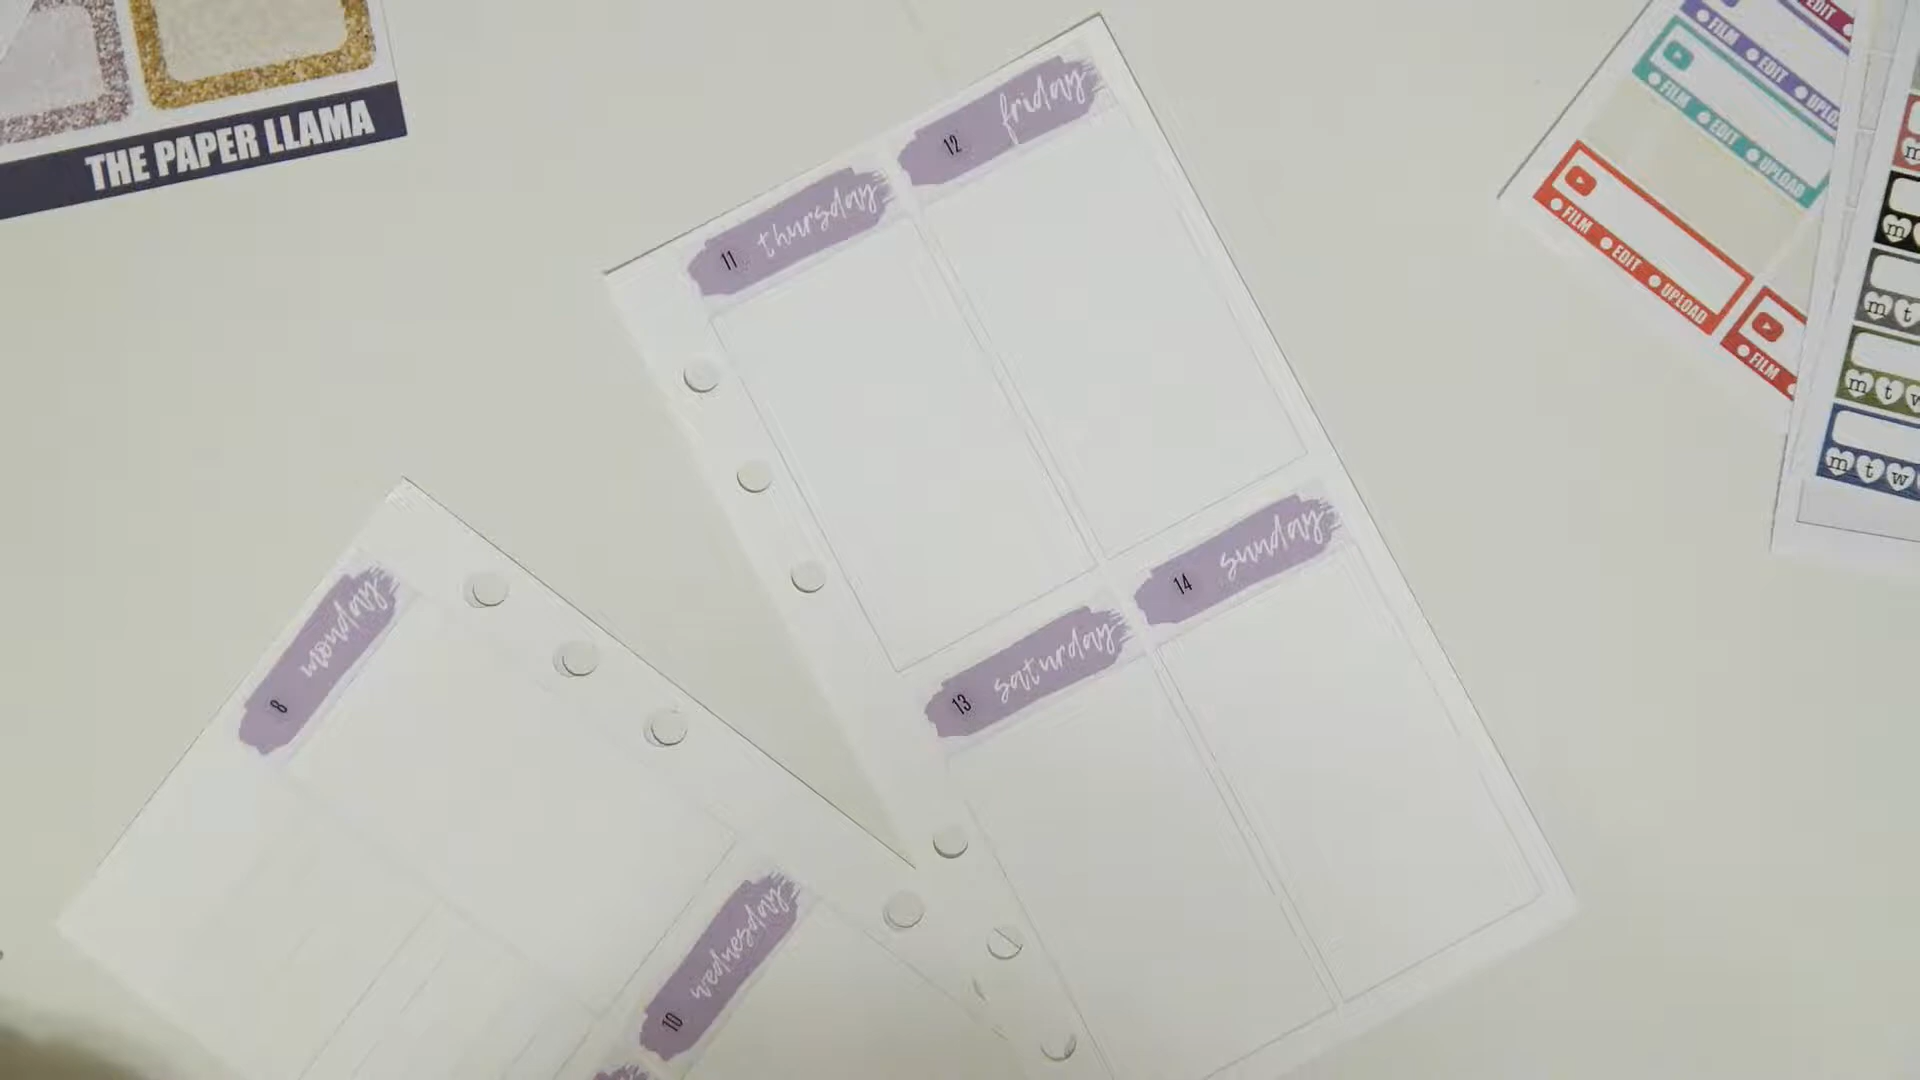 THE PAPER LLAMA
12 friday
11 thursday
14 sunday
13 saturday
8 monday
10 wednesday
EDIT
FILM EDIT
FILM EDIT UPLOAD
FILM EDIT UPLOAD
FILM
m
m
m t
m t
m t w